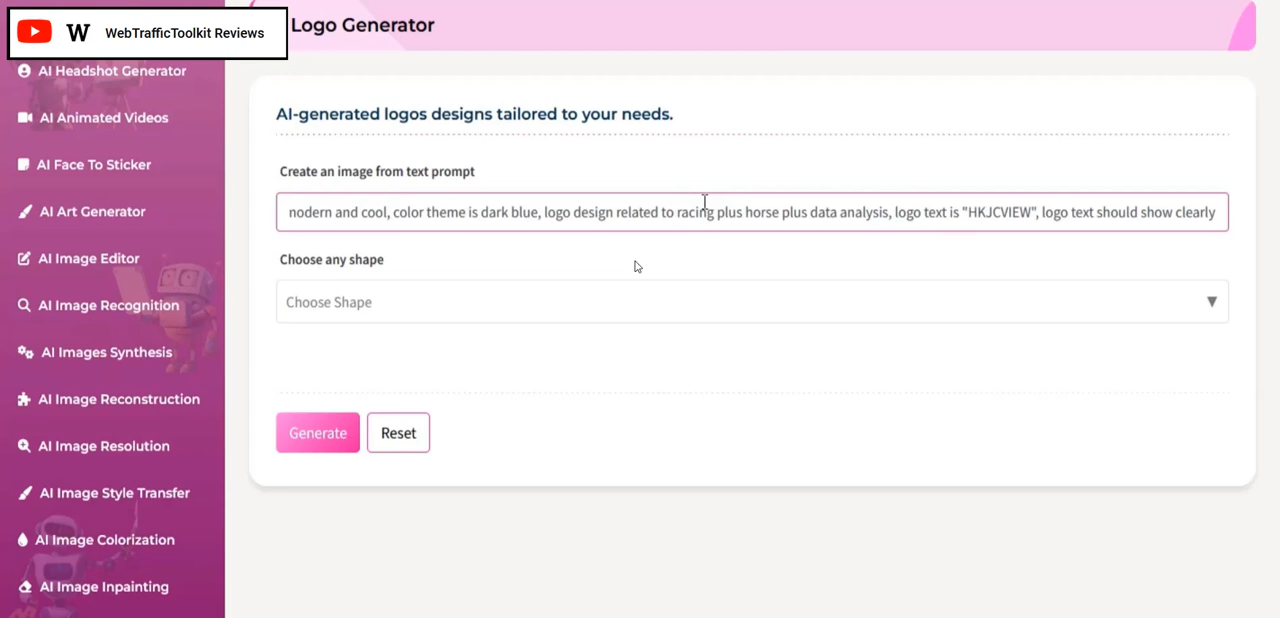 WebTrafficToolkit Reviews
Logo Generator
AI Headshot Generator
AI Animated Videos
AI Face To Sticker
AI Art Generator
AI Image Editor
AI Image Recognition
AI Images Synthesis
AI Image Reconstruction
AI Image Resolution
AI Image Style Transfer
AI Image Colorization
AI Image Inpainting
AI-generated logos designs tailored to your needs.
Create an image from text prompt
nodern and cool, color theme is dark blue, logo design related to racing plus horse plus data analysis, logo text is "HKJCVIEW", logo text should show clearly
Choose any shape
Choose Shape
Generate
Reset